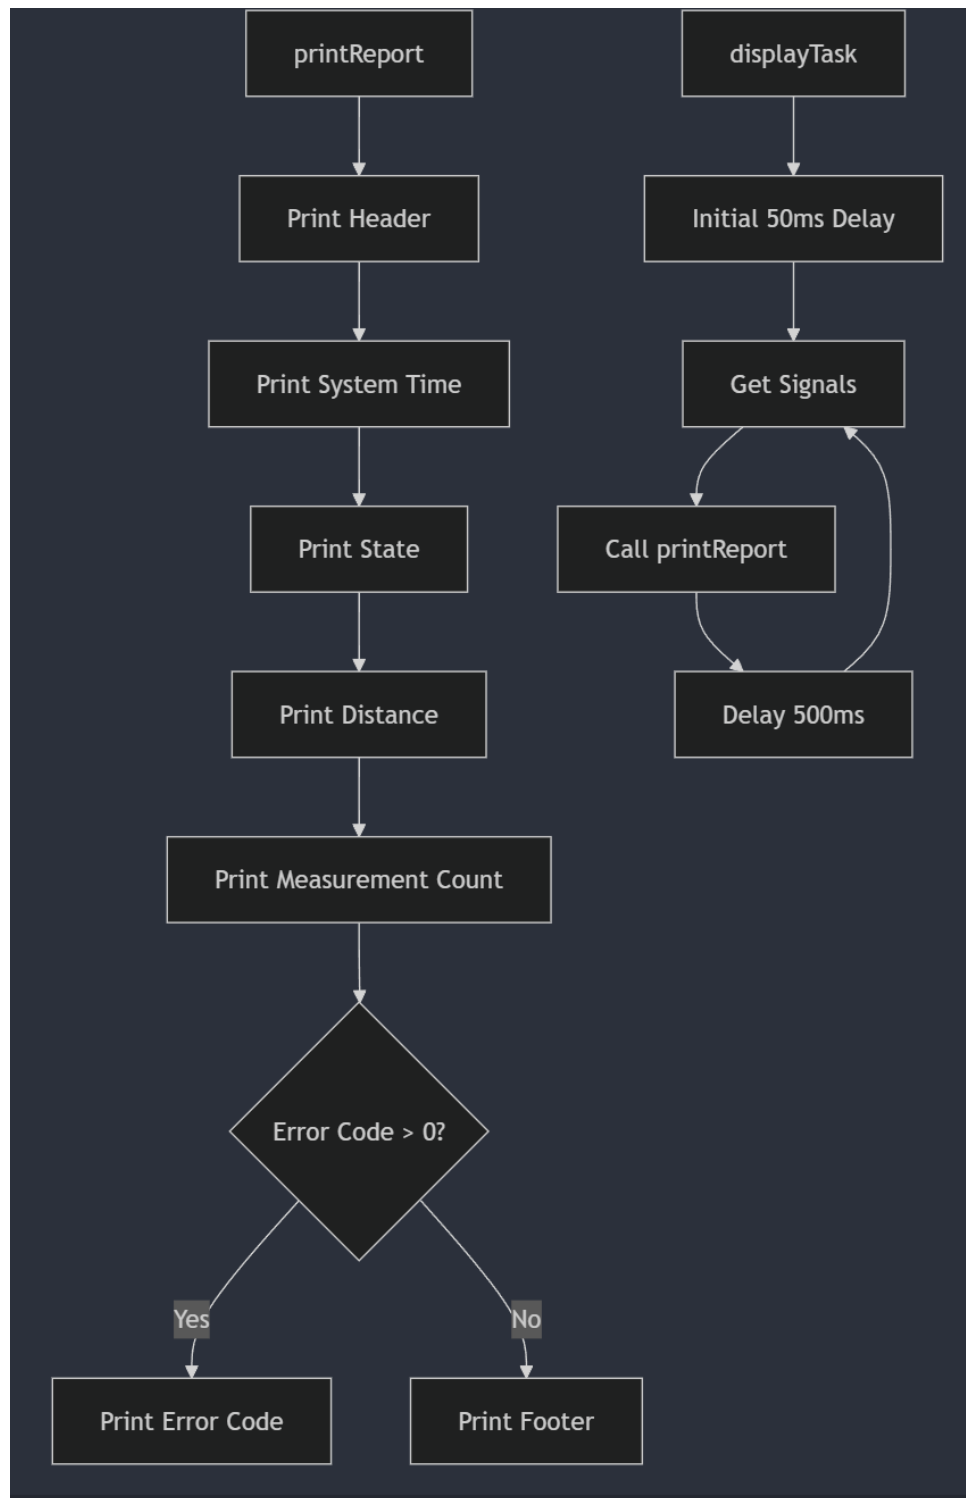 printReport
Print Header
Print System Time
Print State
Print Distance
Print Measurement Count
Error Code > 0?
Yes
No
Print Error Code
Print Footer
displayTask
Initial 50ms Delay
Get Signals
Call printReport
Delay 500ms